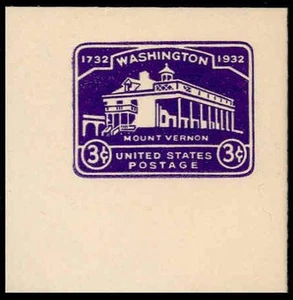 1732 WASHINGTON 1932
MOUNT VERNON
3¢ UNITED STATES 3¢
POSTAGE